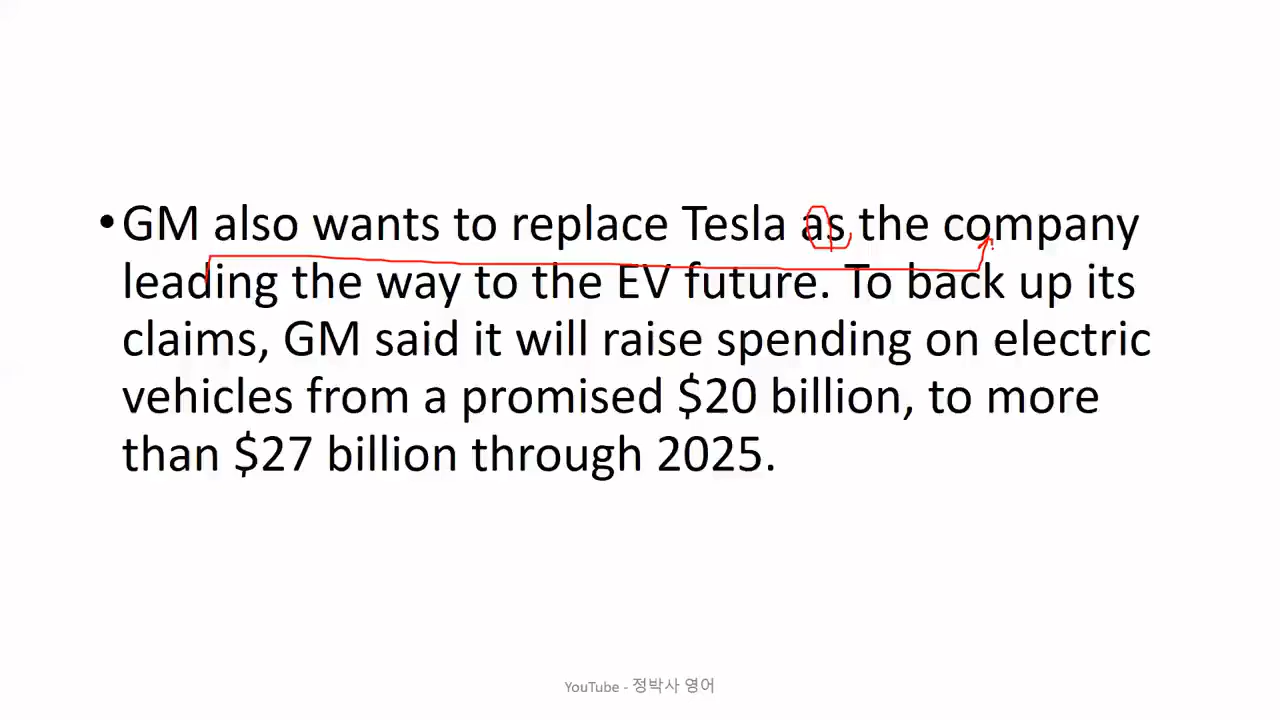 •GM also wants to replace Tesla as the company
leading the way to the EV future. To back up its
claims, GM said it will raise spending on electric
vehicles from a promised $20 billion, to more
than $27 billion through 2025.
YouTube - 정박사 영어